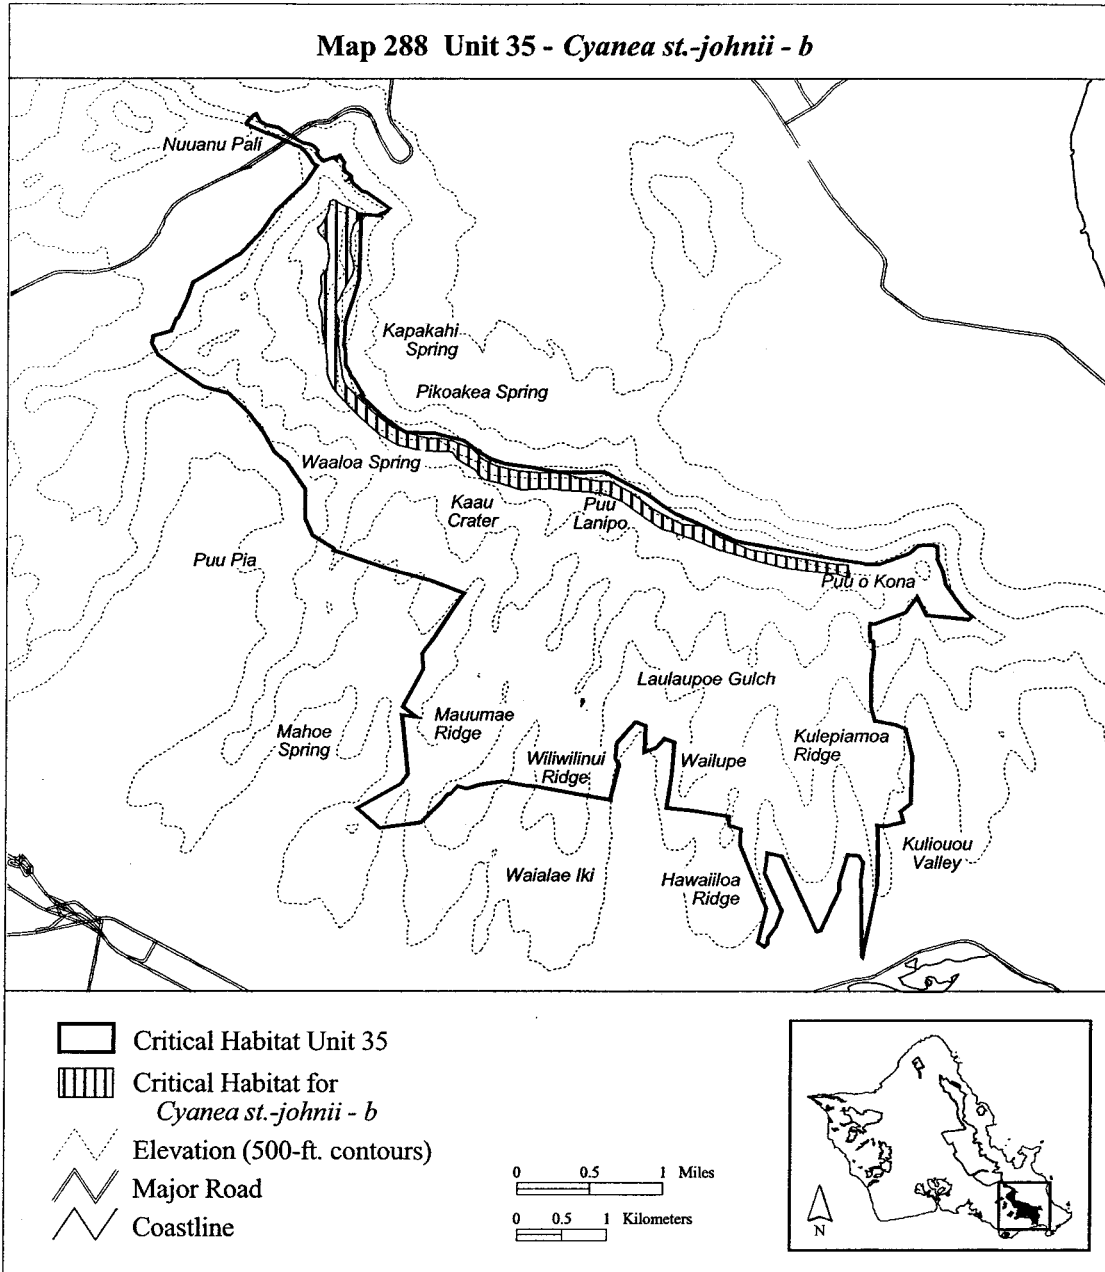 Map 288 Unit 35 - Cyanea st.-johnii - b
Nuuanu Pali
Kapakahi
Spring
Pikoakea Spring
Waaloa Spring
Kaau
Crater
Puu
Lanipo
Puu Pia
Puu o Kona
Laulaupoe Gulch
Mauumae
Ridge
Mahoe
Spring
Wiliwilinui
Ridge
Wailupe
Kulepiamoa
Ridge
Kuliouou
Valley
Waialae Iki
Hawaiiloa
Ridge
Critical Habitat Unit 35
Critical Habitat for
Cyanea st.-johnii - b
Elevation (500-ft. contours)
Major Road
Coastline
0 0.5 1 Miles
0 0.5 1 Kilometers
N